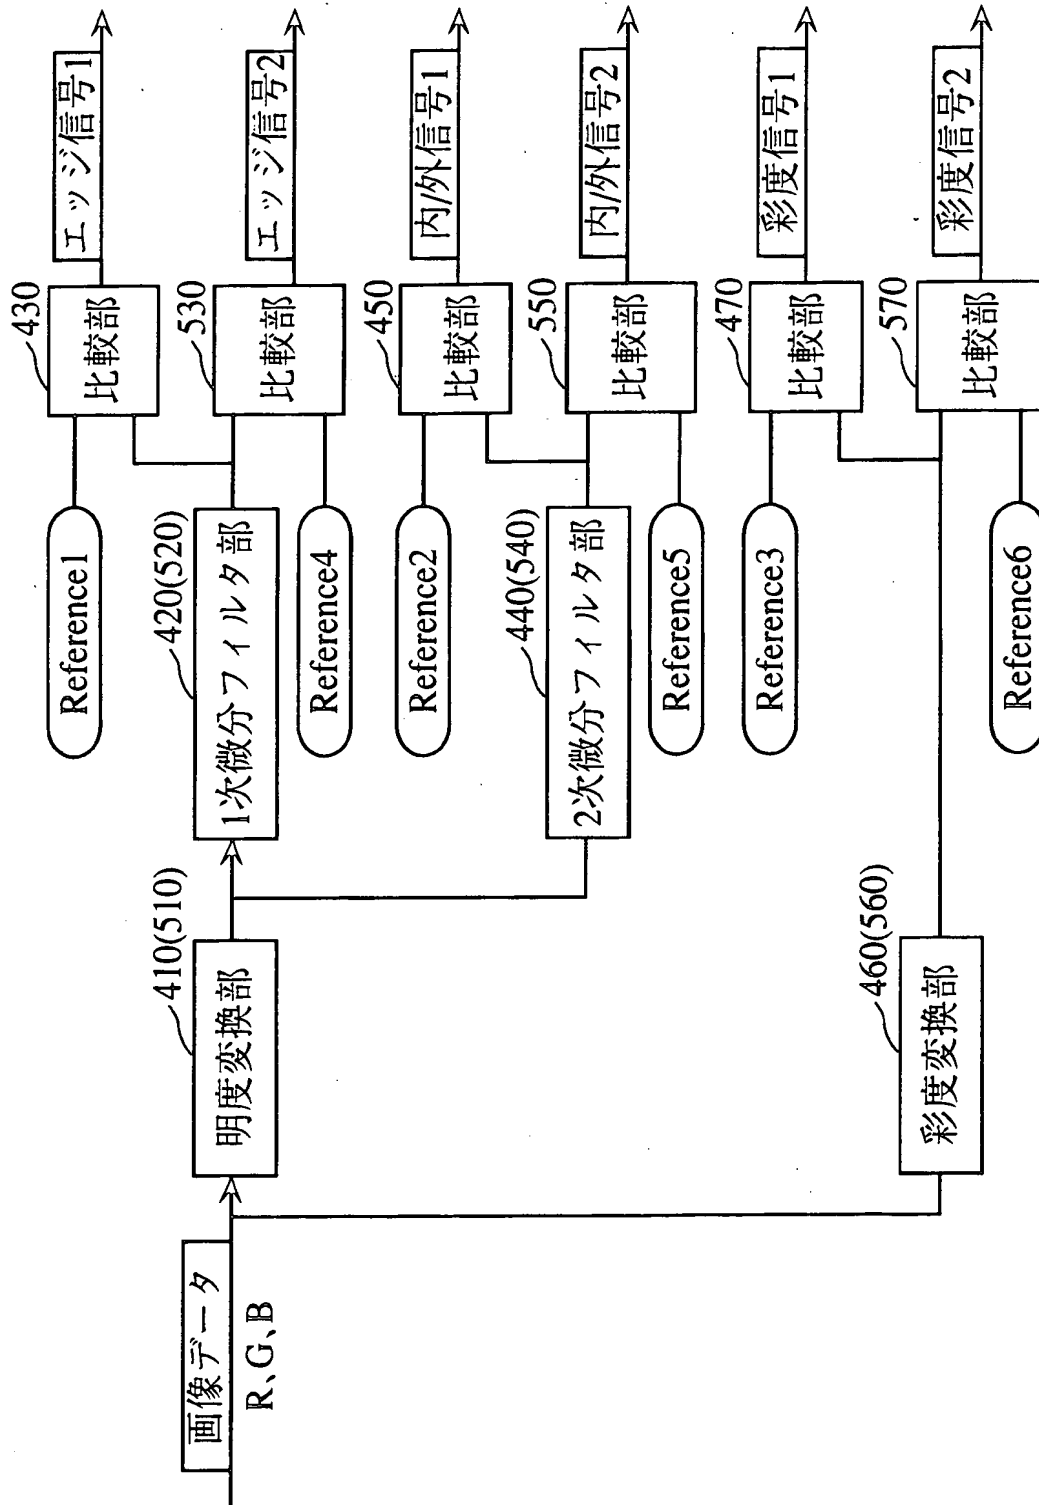 画像データ
R、G、B
410(510)
明度変換部
460(560)
彩度変換部
420(520)
1次微分フィルタ部
440(540)
2次微分フィルタ部
Reference1
430
比較部
エッジ信号1
Reference4
530
比較部
エッジ信号2
Reference2
450
比較部
内/外信号1
Reference5
550
比較部
内/外信号2
Reference3
470
比較部
彩度信号1
Reference6
570
比較部
彩度信号2